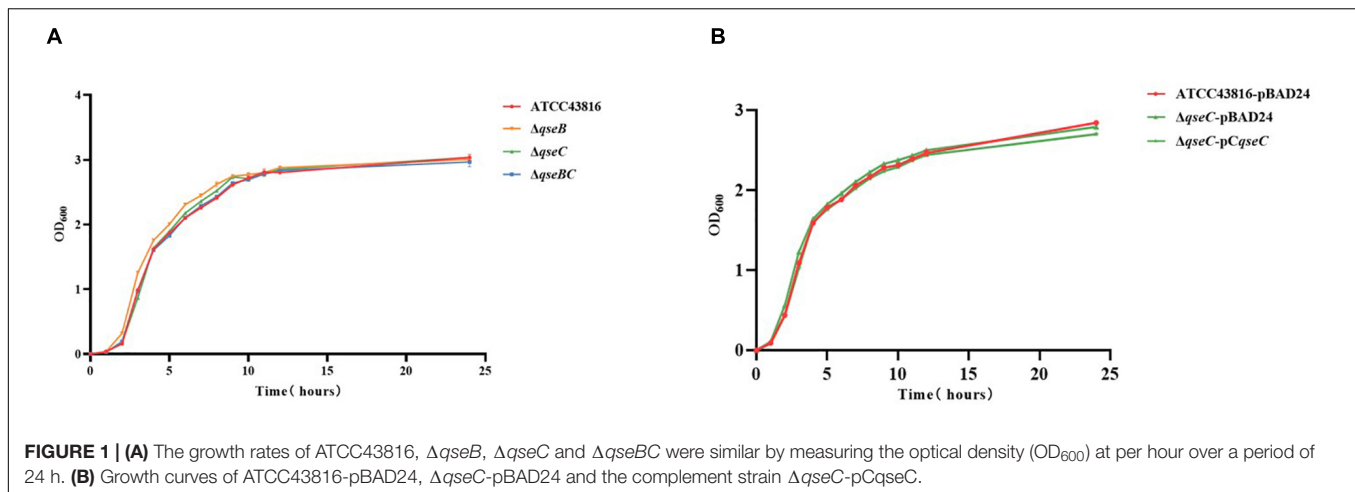 A
4
3
2
1
0
OD600
0
5
10
15
20
25
Time( hours)
ATCC43816
ΔqseB
ΔqseC
ΔqseBC
B
3
2
1
0
OD600
0
5
10
15
20
25
Time( hours)
ATCC43816-pBAD24
ΔqseC-pBAD24
ΔqseC-pCqseC
FIGURE 1 | (A) The growth rates of ATCC43816, ΔqseB, ΔqseC and ΔqseBC were similar by measuring the optical density (OD600) at per hour over a period of
24 h. (B) Growth curves of ATCC43816-pBAD24, ΔqseC-pBAD24 and the complement strain ΔqseC-pCqseC.